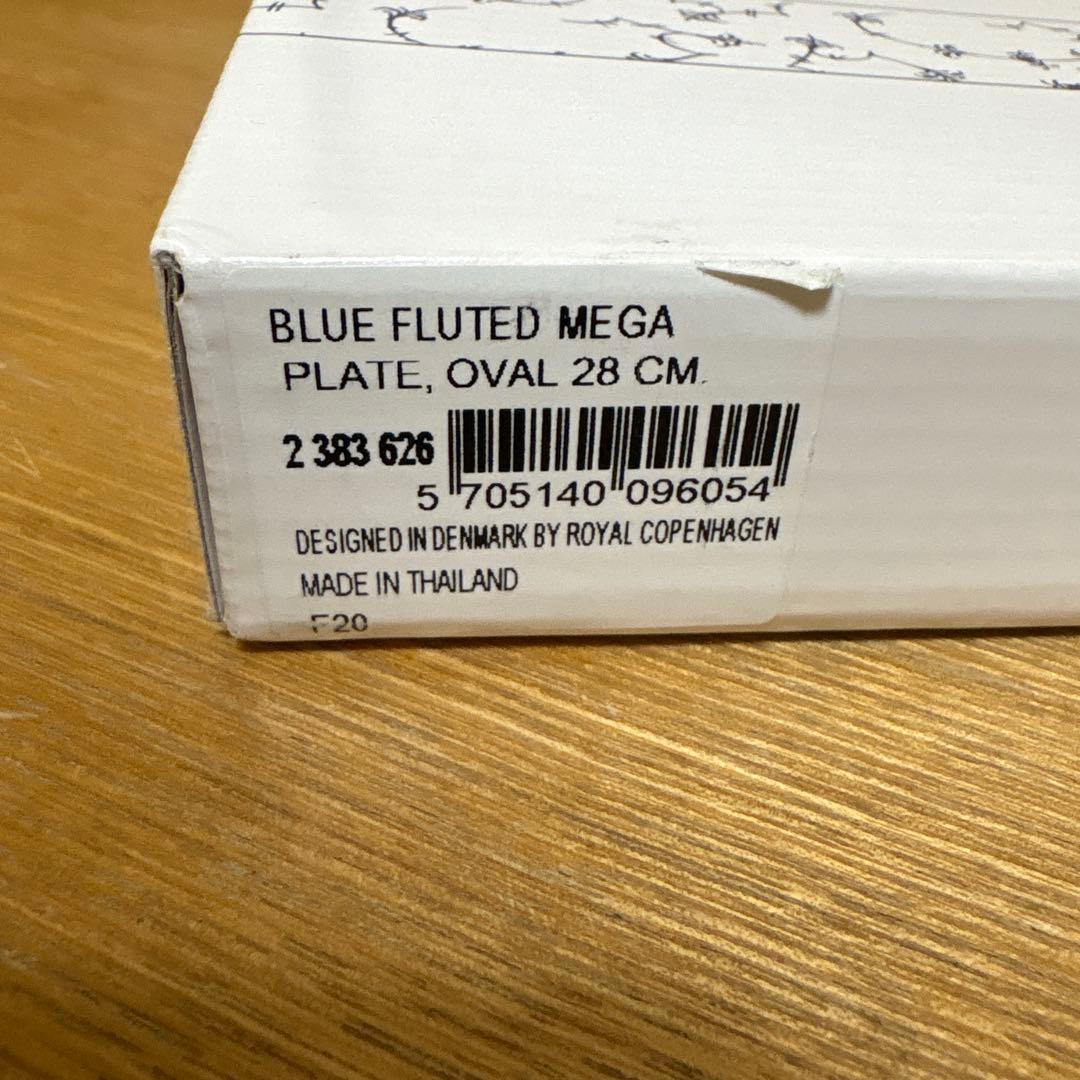 BLUE FLUTED MEGA
PLATE, OVAL 28 CM.
2 383 626
5 705140 096054
DESIGNED IN DENMARK BY ROYAL COPENHAGEN
MADE IN THAILAND
F20